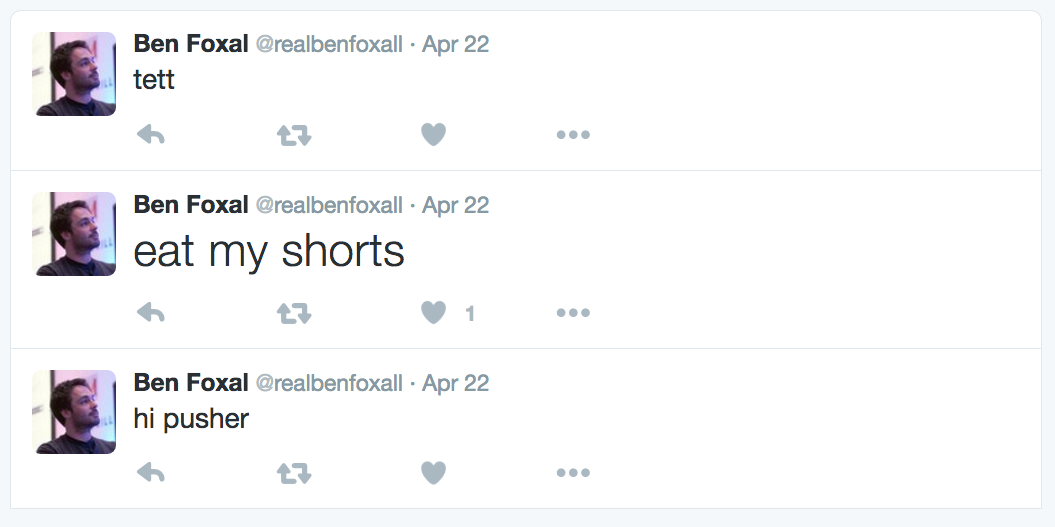 Ben Foxal @realbenfoxall · Apr 22
tett
Ben Foxal @realbenfoxall · Apr 22
eat my shorts
1
Ben Foxal @realbenfoxall · Apr 22
hi pusher